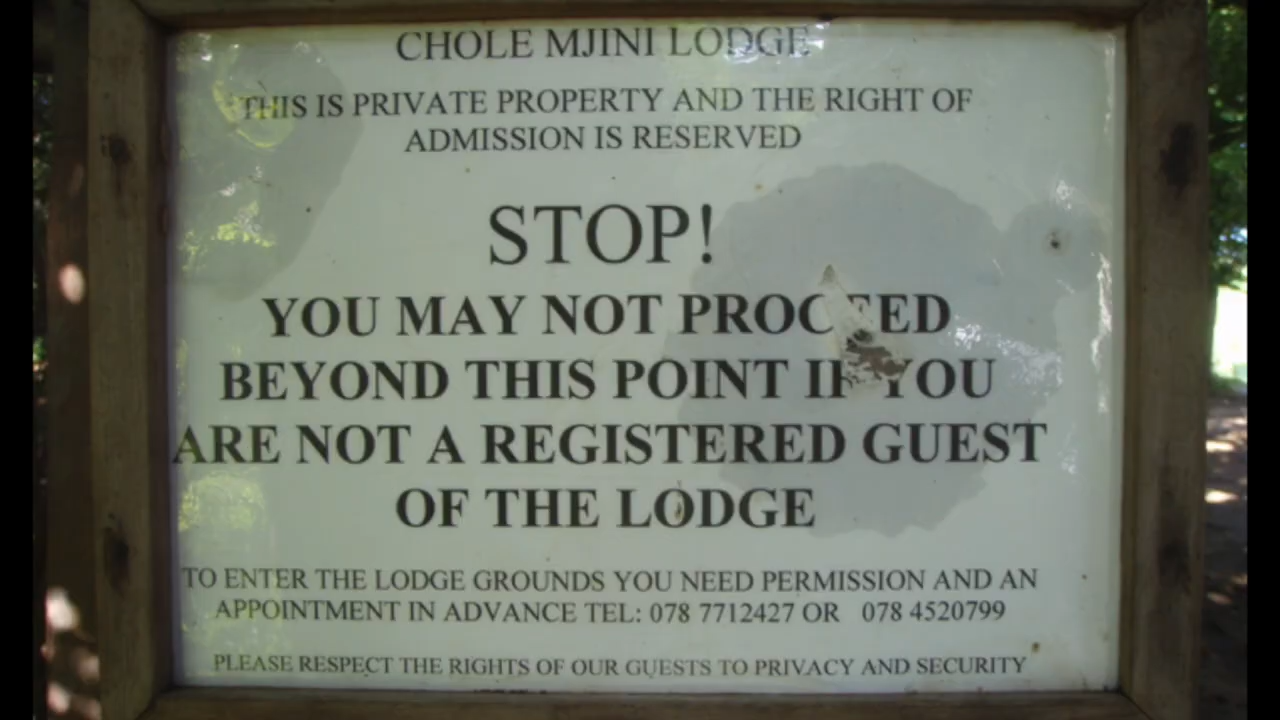 CHOLE MJINI LODGE
THIS IS PRIVATE PROPERTY AND THE RIGHT OF
ADMISSION IS RESERVED
STOP!
YOU MAY NOT PROCEED
BEYOND THIS POINT IF YOU
ARE NOT A REGISTERED GUEST
OF THE LODGE
TO ENTER THE LODGE GROUNDS YOU NEED PERMISSION AND AN
APPOINTMENT IN ADVANCE TEL: 078 7712427 OR 078 4520799
PLEASE RESPECT THE RIGHTS OF OUR GUESTS TO PRIVACY AND SECURITY